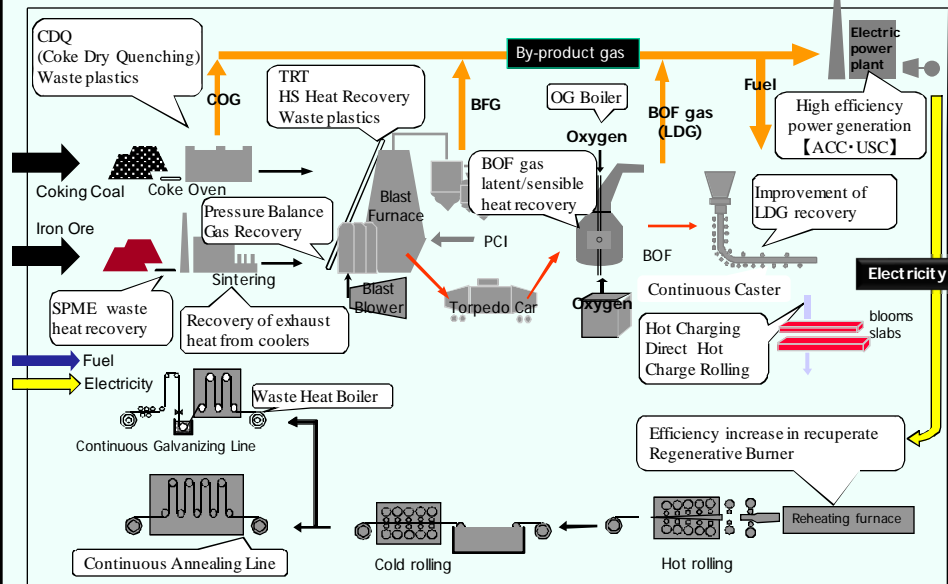 CDQ
(Coke Dry Quenching)
Waste plastics
By-product gas
Electric
power
plant
TRT
HS Heat Recovery
Waste plastics
COG
BFG
OG Boiler
BOF gas
(LDG)
Fuel
High efficiency
power generation
【ACC・USC】
Oxygen
BOF gas
latent/sensible
heat recovery
Coking Coal
Coke Oven
Blast
Furnace
Improvement of
LDG recovery
Pressure Balance
Gas Recovery
Iron Ore
PCI
BOF
Sintering
Electricity
SPME waste
heat recovery
Recovery of exhaust
heat from coolers
Blast
Blower
Torpedo Car
Oxygen
Continuous Caster
Hot Charging
Direct Hot
Charge Rolling
blooms
slabs
Fuel
Electricity
Waste Heat Boiler
Continuous Galvanizing Line
Efficiency increase in recuperate
Regenerative Burner
Reheating furnace
Continuous Annealing Line
Cold rolling
Hot rolling